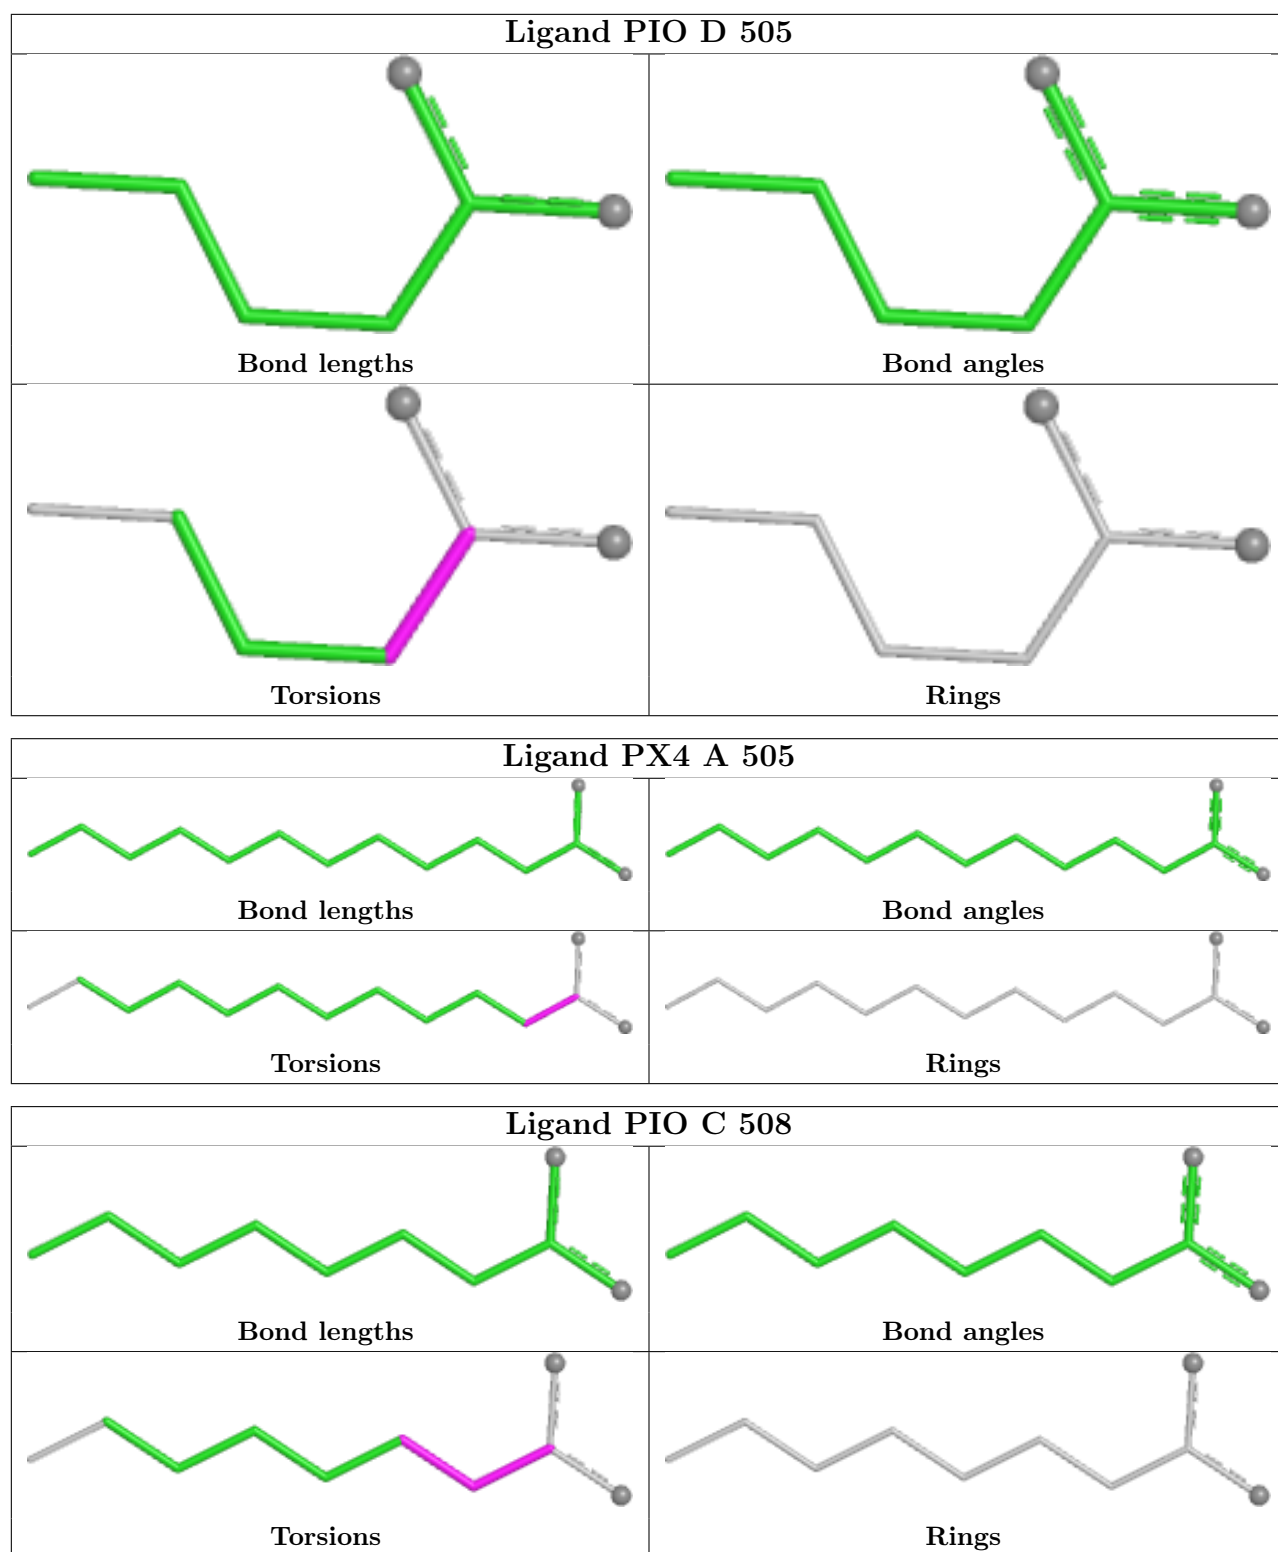 Ligand PIO D 505
Bond lengths
Bond angles
Torsions
Rings
Ligand PX4 A 505
Bond lengths
Bond angles
Torsions
Rings
Ligand PIO C 508
Bond lengths
Bond angles
Torsions
Rings